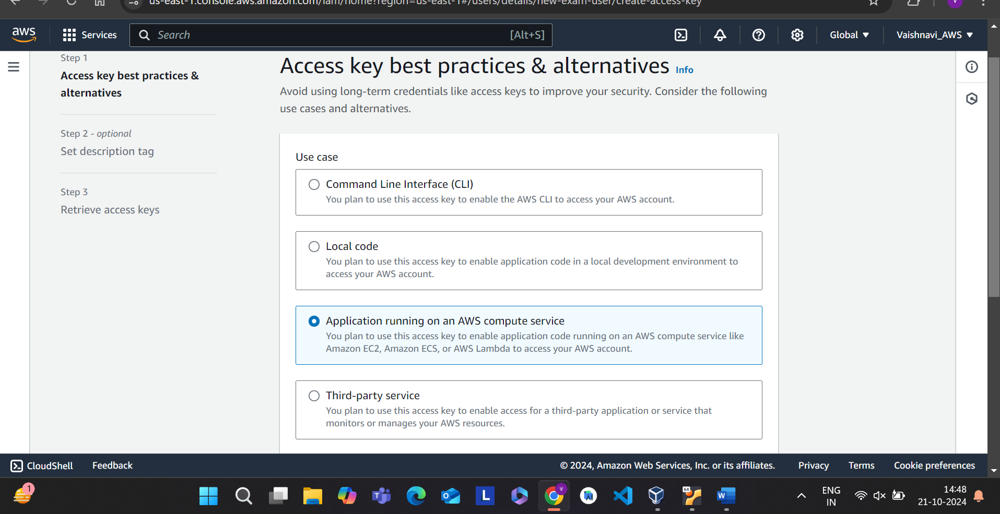 us-east-1.console.aws.amazon.com/iam/home?region=us-east-1#/users/details/new-exam-user/create-access-key
V
aws
Services
Search
[Alt+S]
Global
Vaishnavi_AWS
Step 1
Access key best practices &
alternatives
Step 2 - optional
Set description tag
Step 3
Retrieve access keys
Access key best practices & alternatives Info
Avoid using long-term credentials like access keys to improve your security. Consider the following
use cases and alternatives.
Use case
Command Line Interface (CLI)
You plan to use this access key to enable the AWS CLI to access your AWS account.
Local code
You plan to use this access key to enable application code in a local development environment to
access your AWS account.
Application running on an AWS compute service
You plan to use this access key to enable application code running on an AWS compute service like
Amazon EC2, Amazon ECS, or AWS Lambda to access your AWS account.
Third-party service
You plan to use this access key to enable access for a third-party application or service that
monitors or manages your AWS resources.
CloudShell
Feedback
© 2024, Amazon Web Services, Inc. or its affiliates.
Privacy
Terms
Cookie preferences
1
T
O
L
V
64
W
ENG
IN
14:48
21-10-2024